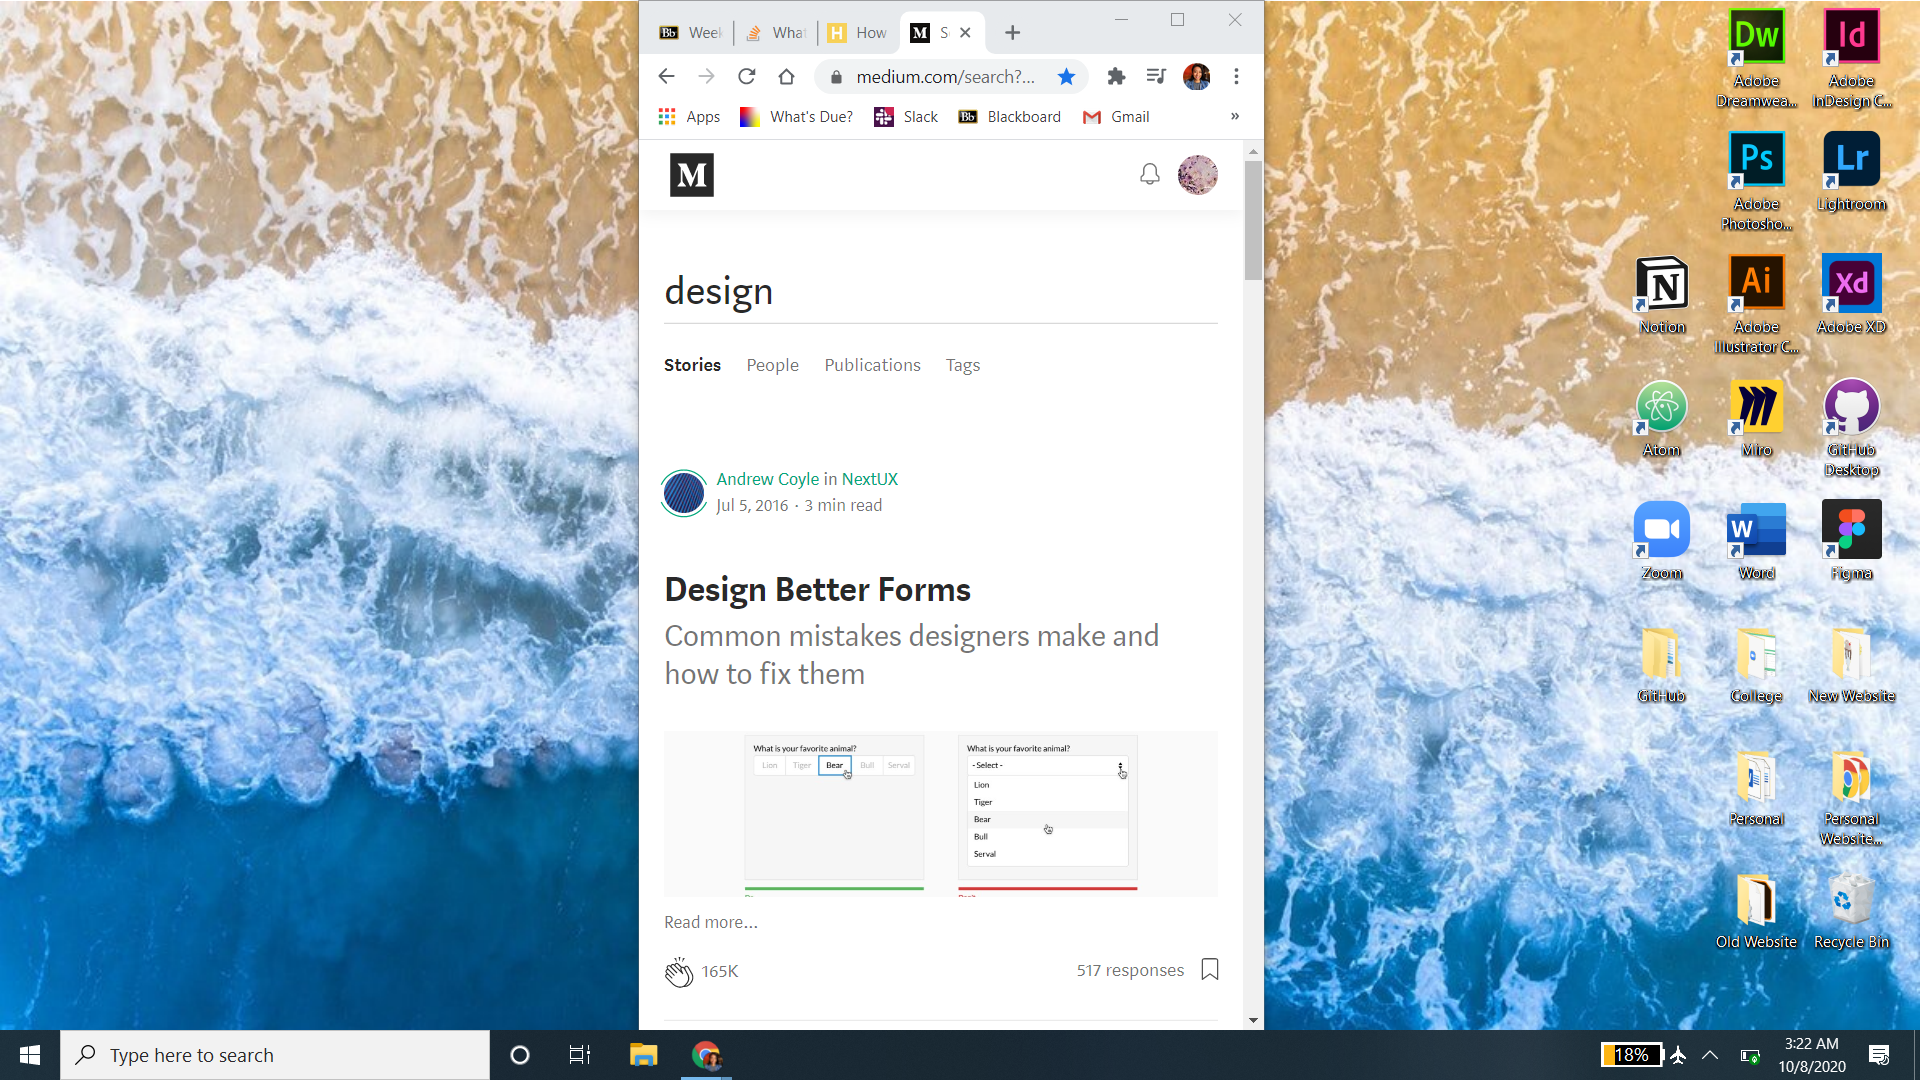 Week
What
How
S
medium.com/search?...
Apps
What's Due?
Slack
Blackboard
Gmail
»
M
design
Stories People Publications Tags
Andrew Coyle in NextUX
Jul 5, 2016 · 3 min read
Design Better Forms
Common mistakes designers make and
how to fix them
What is your favorite animal?
Lion Tiger Bear Bull Serval
What is your favorite animal?
- Select -
Lion
Tiger
Bear
Bull
Serval
Read more...
165K
517 responses
Dw
Adobe
Dreamwea...
Id
Adobe
InDesign C...
Ps
Adobe
Photosho...
Lr
Lightroom
N
Notion
Ai
Adobe
Illustrator C...
Xd
Adobe XD
Atom
Miro
GitHub
Desktop
Zoom
W
Word
Figma
GitHub
College
New Website
Personal
Personal
Website...
Old Website
Recycle Bin
Type here to search
18%
3:22 AM
10/8/2020